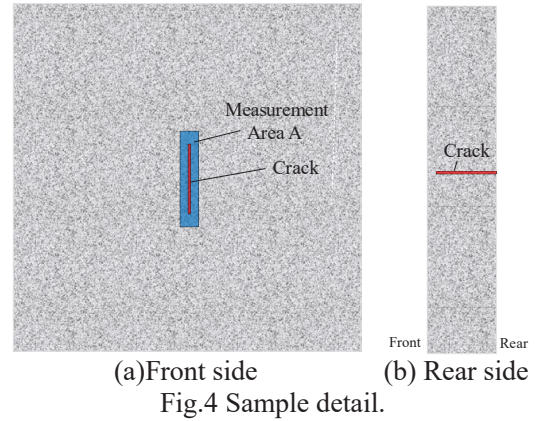 Measurement
Area A
Crack
Crack
Front
Rear
(a)Front side
(b) Rear side
Fig.4 Sample detail.